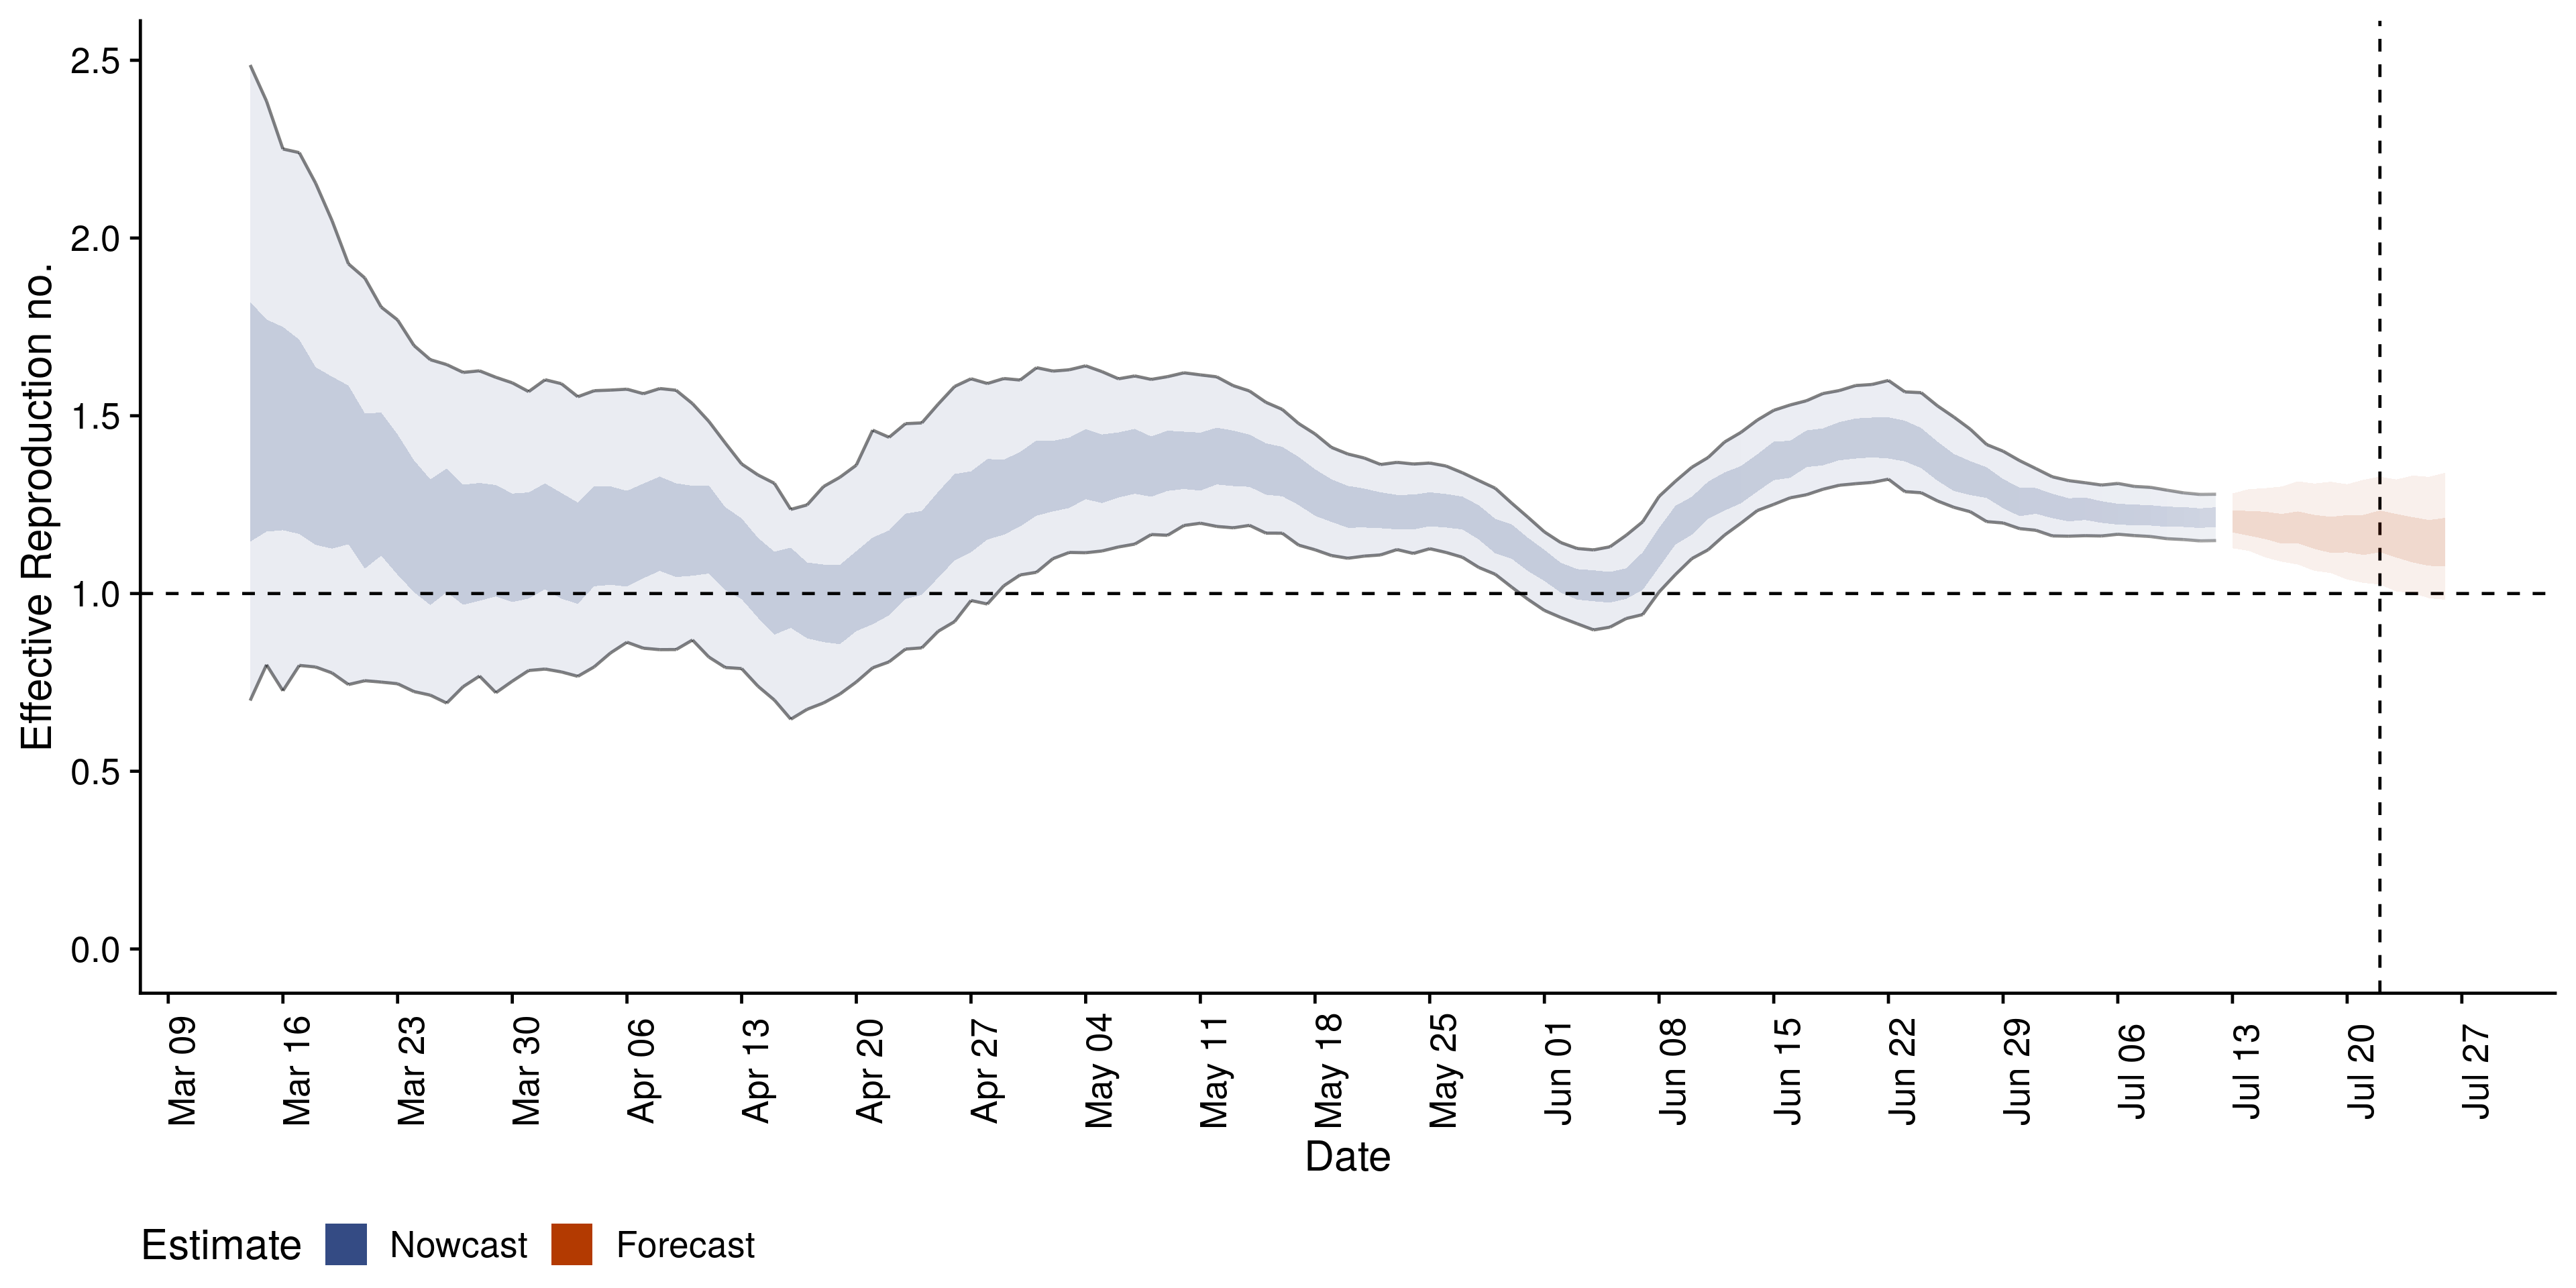 Effective Reproduction no.
2.5
2.0
1.5
1.0
0.5
0.0
Mar 09
Mar 16
Mar 23
Mar 30
Apr 06
Apr 13
Apr 20
Apr 27
May 04
May 11
May 18
May 25
Jun 01
Jun 08
Jun 15
Jun 22
Jun 29
Jul 06
Jul 13
Jul 20
Jul 27
Date
Estimate Nowcast Forecast